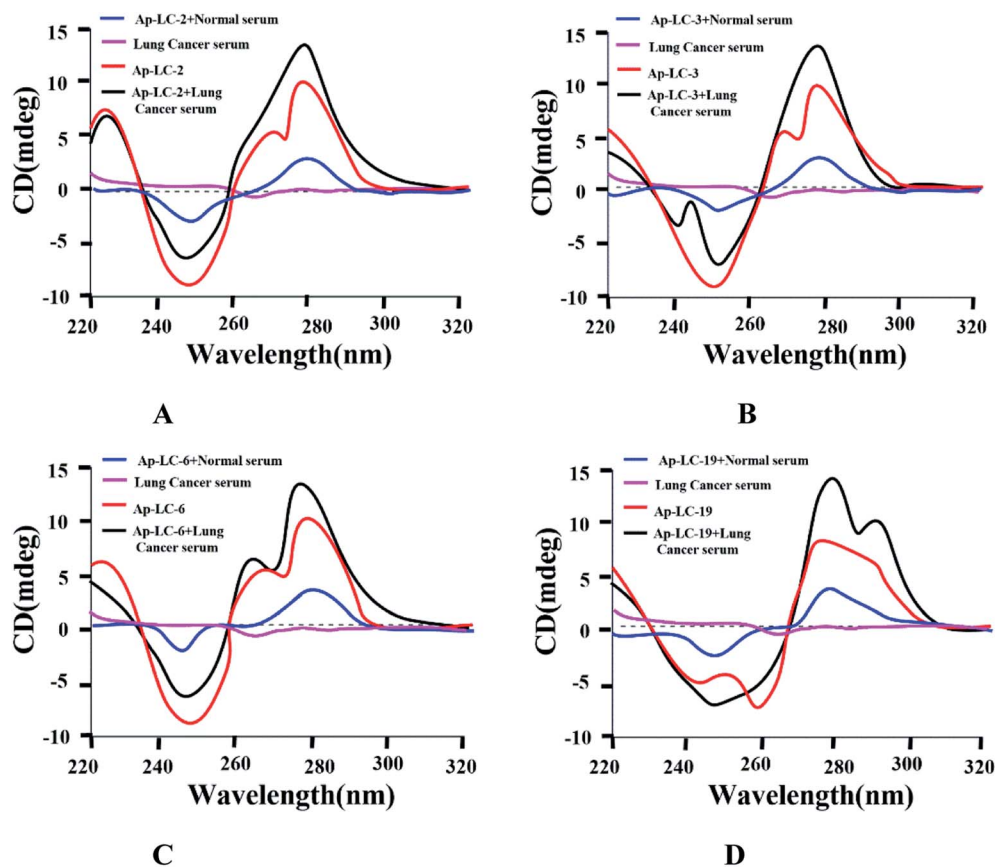 Ap-LC-2+Normal serum
Lung Cancer serum
Ap-LC-2
Ap-LC-2+Lung
Cancer serum
CD(mdeg)
15
10
5
0
-5
-10
220 240 260 280 300 320
Wavelength(nm)
A
Ap-LC-3+Normal serum
Lung Cancer serum
Ap-LC-3
Ap-LC-3+Lung
Cancer serum
CD(mdeg)
15
10
5
0
-5
-10
220 240 260 280 300 320
Wavelength(nm)
B
Ap-LC-6+Normal serum
Lung Cancer serum
Ap-LC-6
Ap-LC-6+Lung
Cancer serum
CD(mdeg)
15
10
5
0
-5
-10
220 240 260 280 300 320
Wavelength(nm)
C
Ap-LC-19+Normal serum
Lung Cancer serum
Ap-LC-19
Ap-LC-19+Lung
Cancer serum
CD(mdeg)
15
10
5
0
-5
-10
220 240 260 280 300 320
Wavelength(nm)
D